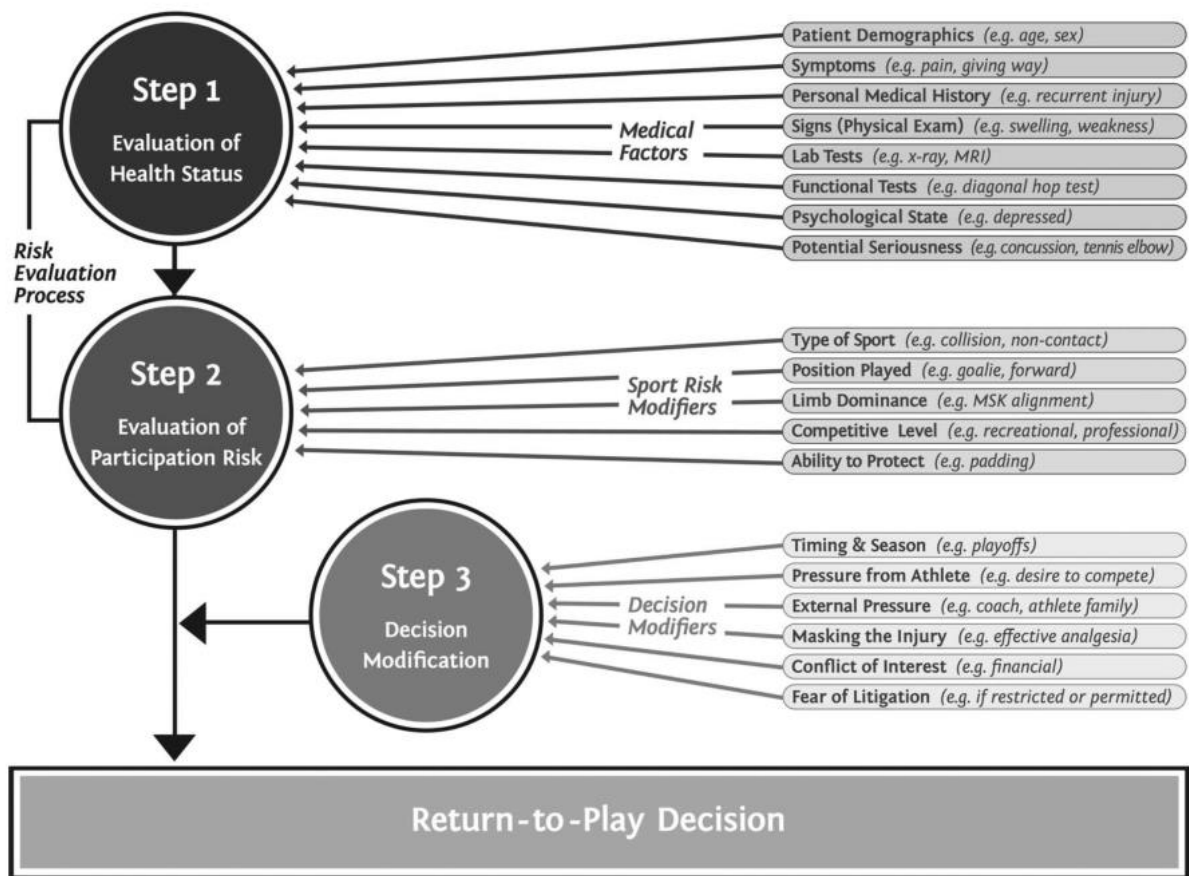 Step 1
Evaluation of
Health Status
Patient Demographics (e.g. age, sex)
Symptoms (e.g. pain, giving way)
Personal Medical History (e.g. recurrent injury)
Signs (Physical Exam) (e.g. swelling, weakness)
Lab Tests (e.g. x-ray, MRI)
Functional Tests (e.g. diagonal hop test)
Psychological State (e.g. depressed)
Potential Seriousness (e.g. concussion, tennis elbow)
Medical
Factors
Risk
Evaluation
Process
Step 2
Evaluation of
Participation Risk
Type of Sport (e.g. collision, non-contact)
Position Played (e.g. goalie, forward)
Limb Dominance (e.g. MSK alignment)
Competitive Level (e.g. recreational, professional)
Ability to Protect (e.g. padding)
Sport Risk
Modifiers
Step 3
Decision
Modification
Timing & Season (e.g. playoffs)
Pressure from Athlete (e.g. desire to compete)
External Pressure (e.g. coach, athlete family)
Masking the Injury (e.g. effective analgesia)
Conflict of Interest (e.g. financial)
Fear of Litigation (e.g. if restricted or permitted)
Decision
Modifiers
Return-to-Play Decision